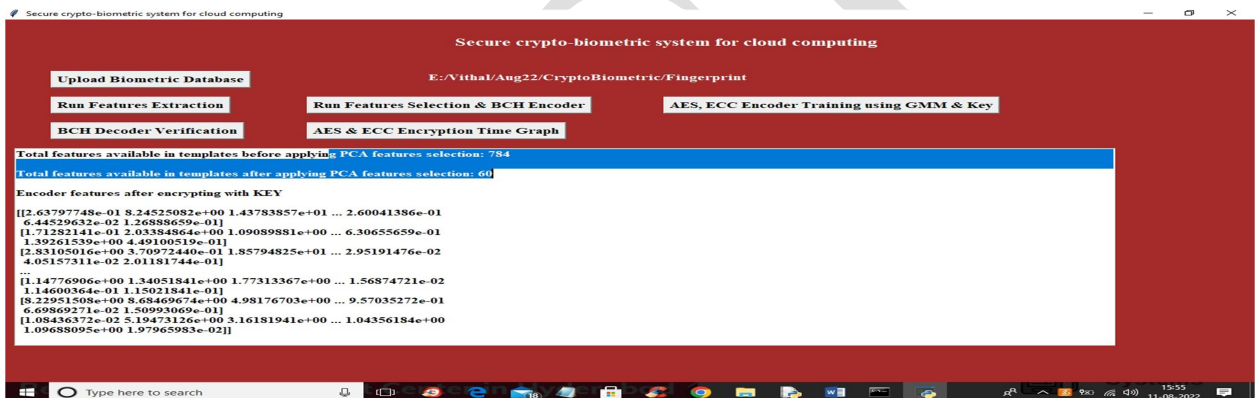 Secure crypto-biometric system for cloud computing
Secure crypto-biometric system for cloud computing
Upload Biometric Database E:/Vithal/Aug22/CryptoBiometric/Fingerprint
Run Features Extraction Run Features Selection & BCH Encoder AES, ECC Encoder Training using GMM & Key
BCH Decoder Verification AES & ECC Encryption Time Graph
Total features available in templates before applying PCA features selection: 784
Total features available in templates after applying PCA features selection: 60
Encoder features after encrypting with KEY
[[2.63797748e-01 8.24525082e+00 1.43783857e+01 ... 2.60041386e-01
6.44529632e-02 1.26888659e-01]
[1.71282141e-01 2.03384864e+00 1.09089881e+00 ... 6.30655659e-01
1.39261539e+00 4.49100519e-01]
[2.83105016e+00 3.70972440e-01 1.85794825e+01 ... 2.95191476e-02
4.05157311e-02 2.01181744e-01]
...
[1.14776906e+00 1.34051841e+00 1.77313367e+00 ... 1.56874721e-02
1.14600364e-01 1.15021841e-01]
[8.22951508e+00 8.68469674e+00 4.98176703e+00 ... 9.57035272e-01
6.69869271e-02 1.50993069e-01]
[1.08436372e-02 5.19473126e+00 3.16181941e+00 ... 1.04356184e+00
1.09688095e+00 1.97965983e-02]]
Type here to search
15:55
11-08-2022